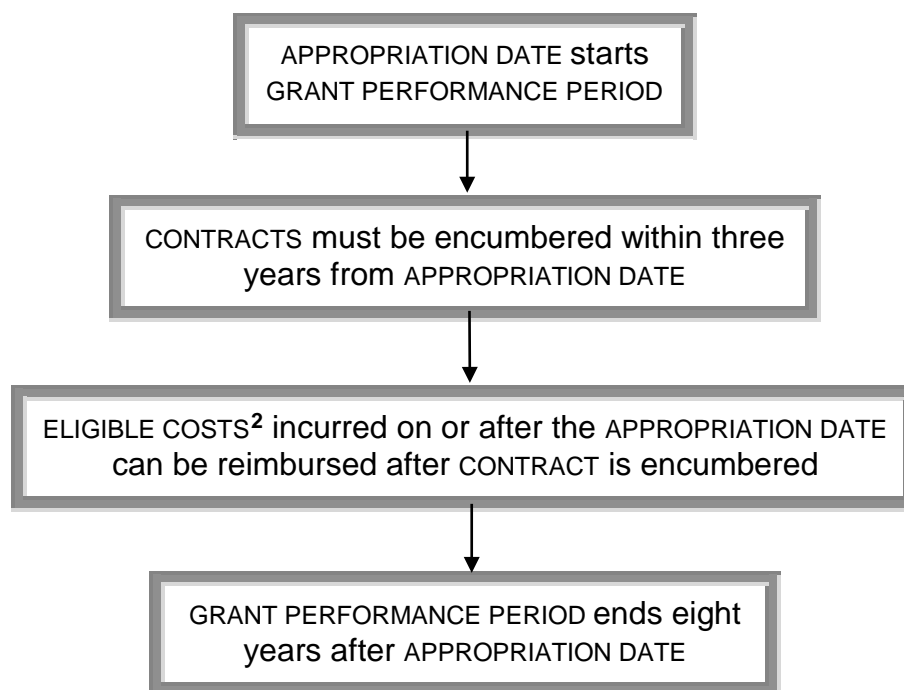 APPROPRIATION DATE starts
GRANT PERFORMANCE PERIOD
CONTRACTS must be encumbered within three
years from APPROPRIATION DATE
ELIGIBLE COSTS² incurred on or after the APPROPRIATION DATE
can be reimbursed after CONTRACT is encumbered
GRANT PERFORMANCE PERIOD ends eight
years after APPROPRIATION DATE